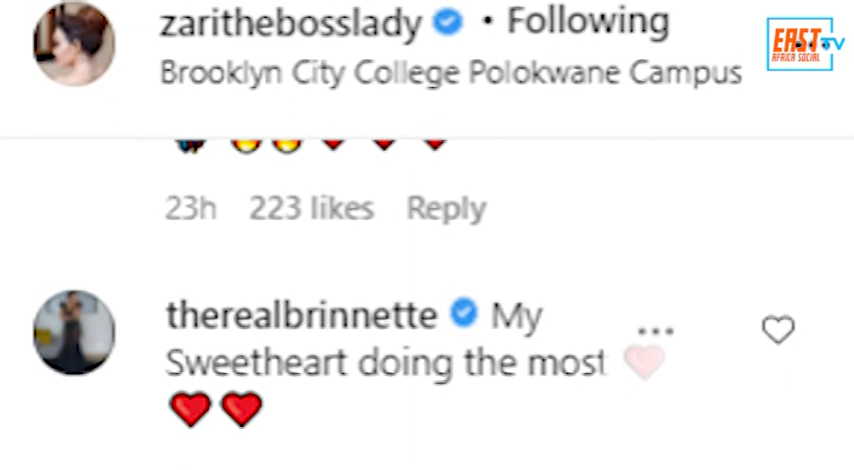 zarithebosslady • Following
Brooklyn City College Polokwane Campus
EAST TV
AFRICA SOCIAL
23h 223 likes Reply
therealbrinnette My
Sweetheart doing the most